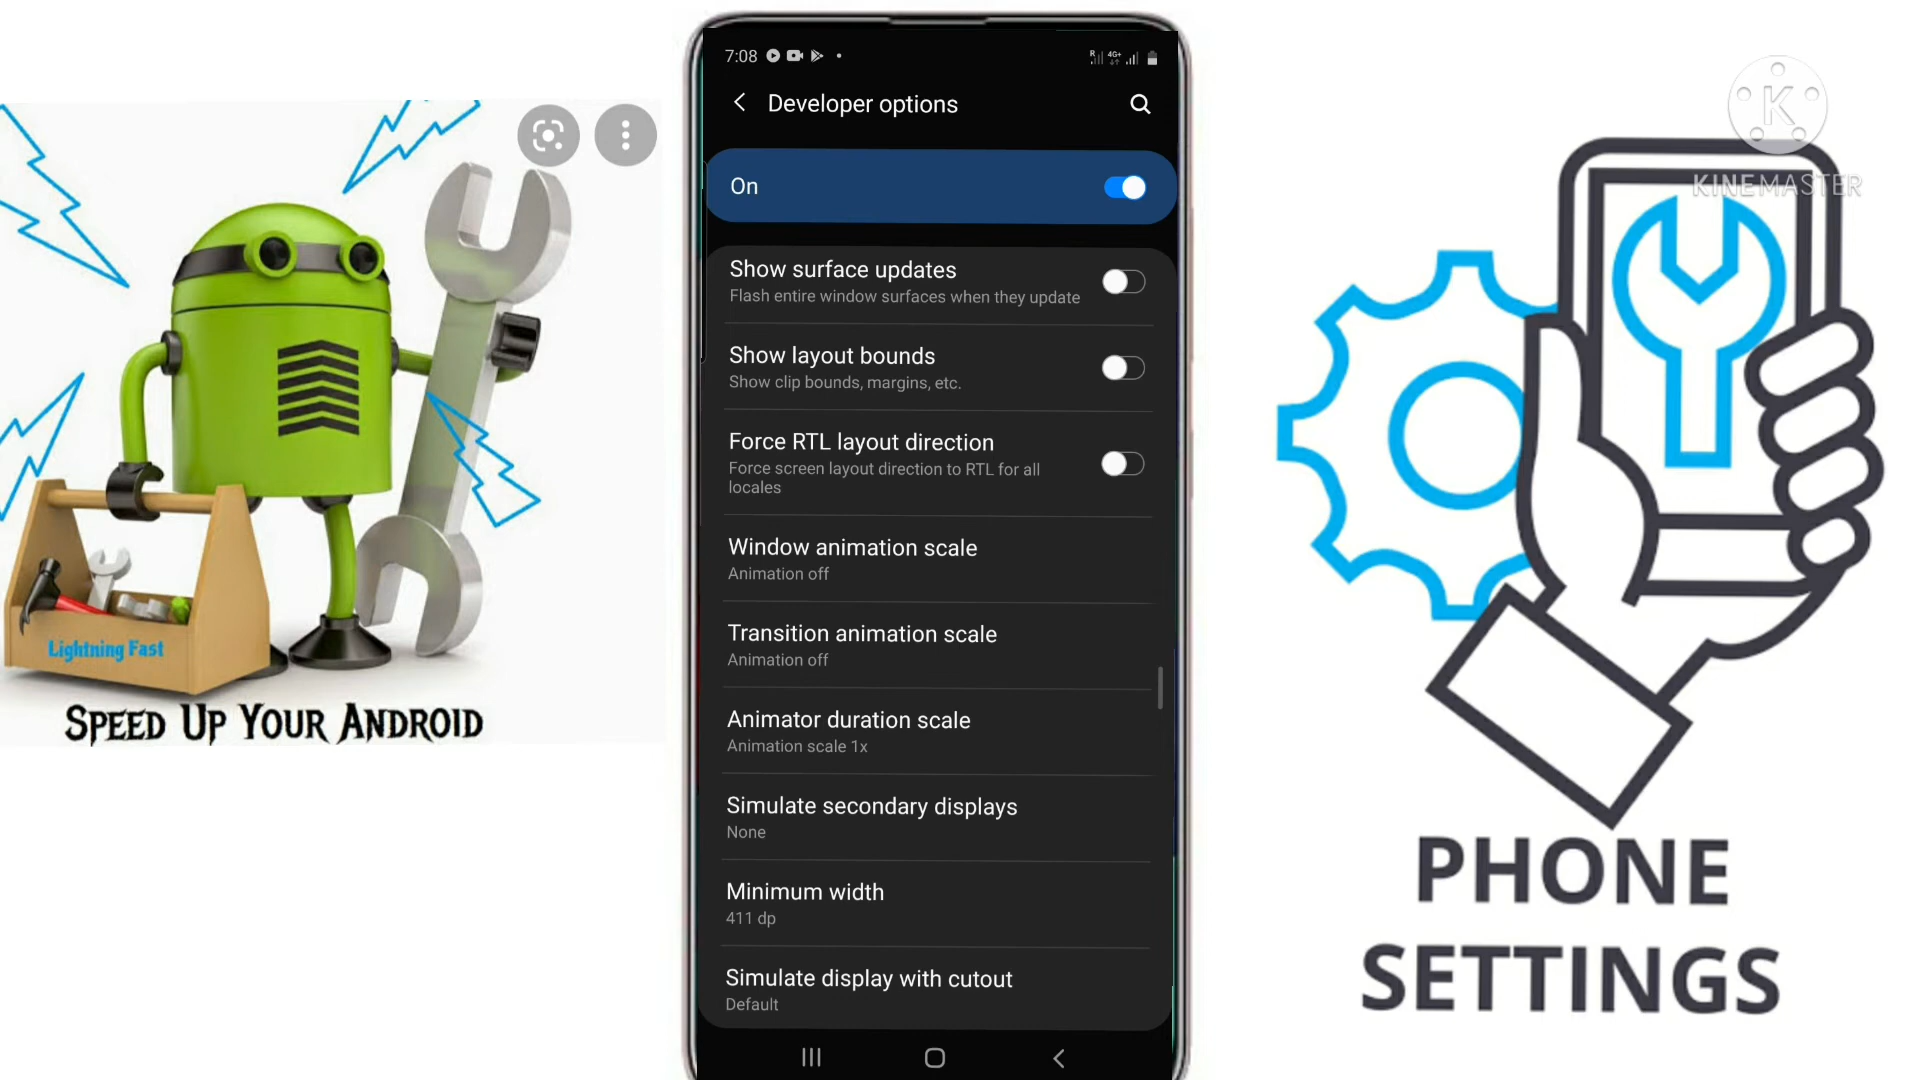 7:08
R 4G+
Developer options
On
Show surface updates
Flash entire window surfaces when they update
Show layout bounds
Show clip bounds, margins, etc.
Force RTL layout direction
Force screen layout direction to RTL for all
locales
Window animation scale
Animation off
Transition animation scale
Animation off
Animator duration scale
Animation scale 1x
Simulate secondary displays
None
Minimum width
411 dp
Simulate display with cutout
Default
Lightning Fast
SPEED UP YOUR ANDROID
K
KINEMASTER
PHONE
SETTINGS